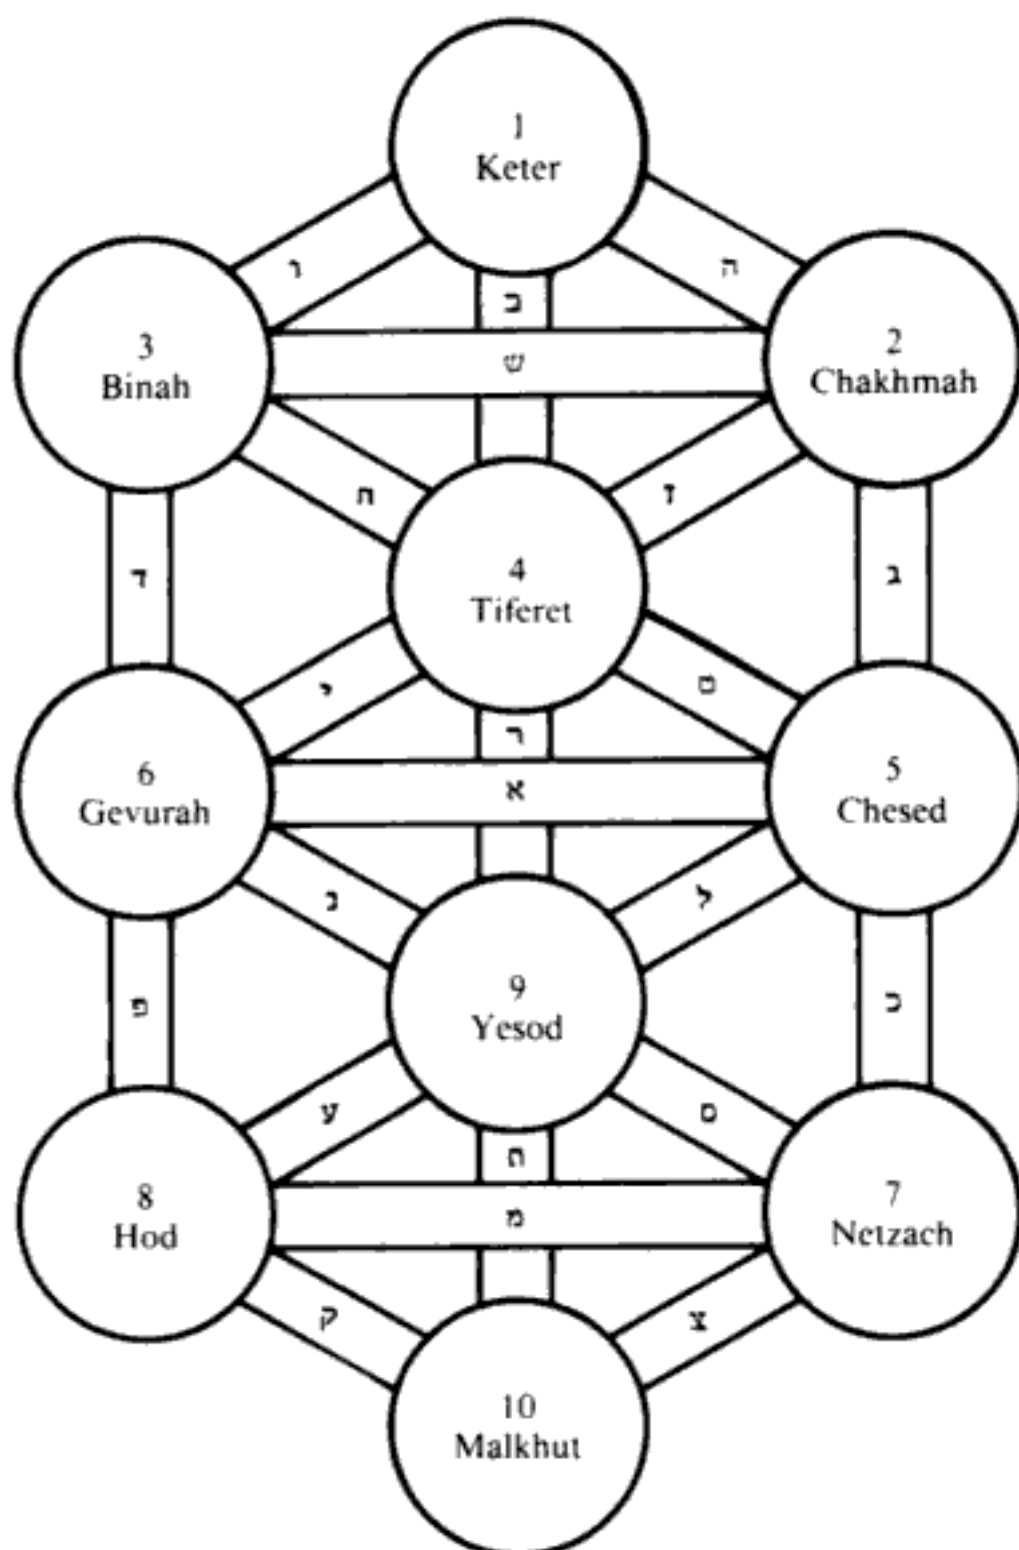 1
Keter
ו
ה
ב
3
Binah
ש
2
Chakhmah
ח
ז
ד
4
Tiferet
י
ט
ר
6
Gevurah
א
5
Chesed
נ
ל
פ
9
Yesod
כ
ע
ס
ת
8
Hod
מ
7
Netzach
ק
צ
10
Malkhut